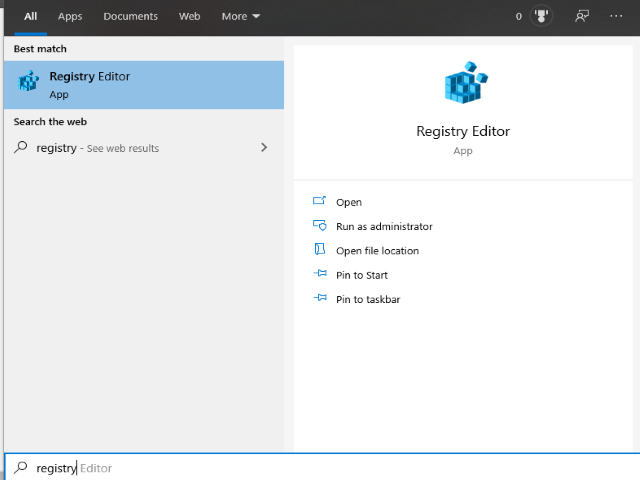 All Apps Documents Web More 0 ...
Best match
Registry Editor
App
Search the web
registry - See web results
Registry Editor
App
Open
Run as administrator
Open file location
Pin to Start
Pin to taskbar
registry Editor